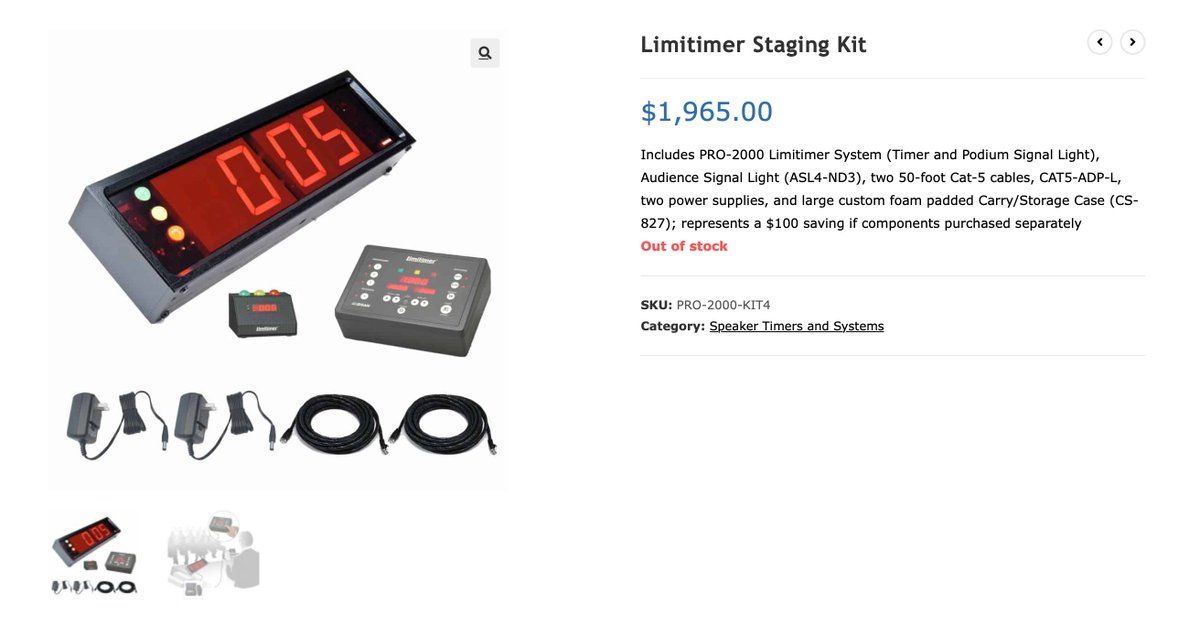 Limitimer Staging Kit
$1,965.00
Includes PRO-2000 Limitimer System (Timer and Podium Signal Light),
Audience Signal Light (ASL4-ND3), two 50-foot Cat-5 cables, CAT5-ADP-L,
two power supplies, and large custom foam padded Carry/Storage Case (CS-
827); represents a $100 saving if components purchased separately
Out of stock
SKU: PRO-2000-KIT4
Category: Speaker Timers and Systems
0:05
limitimer
limitimer